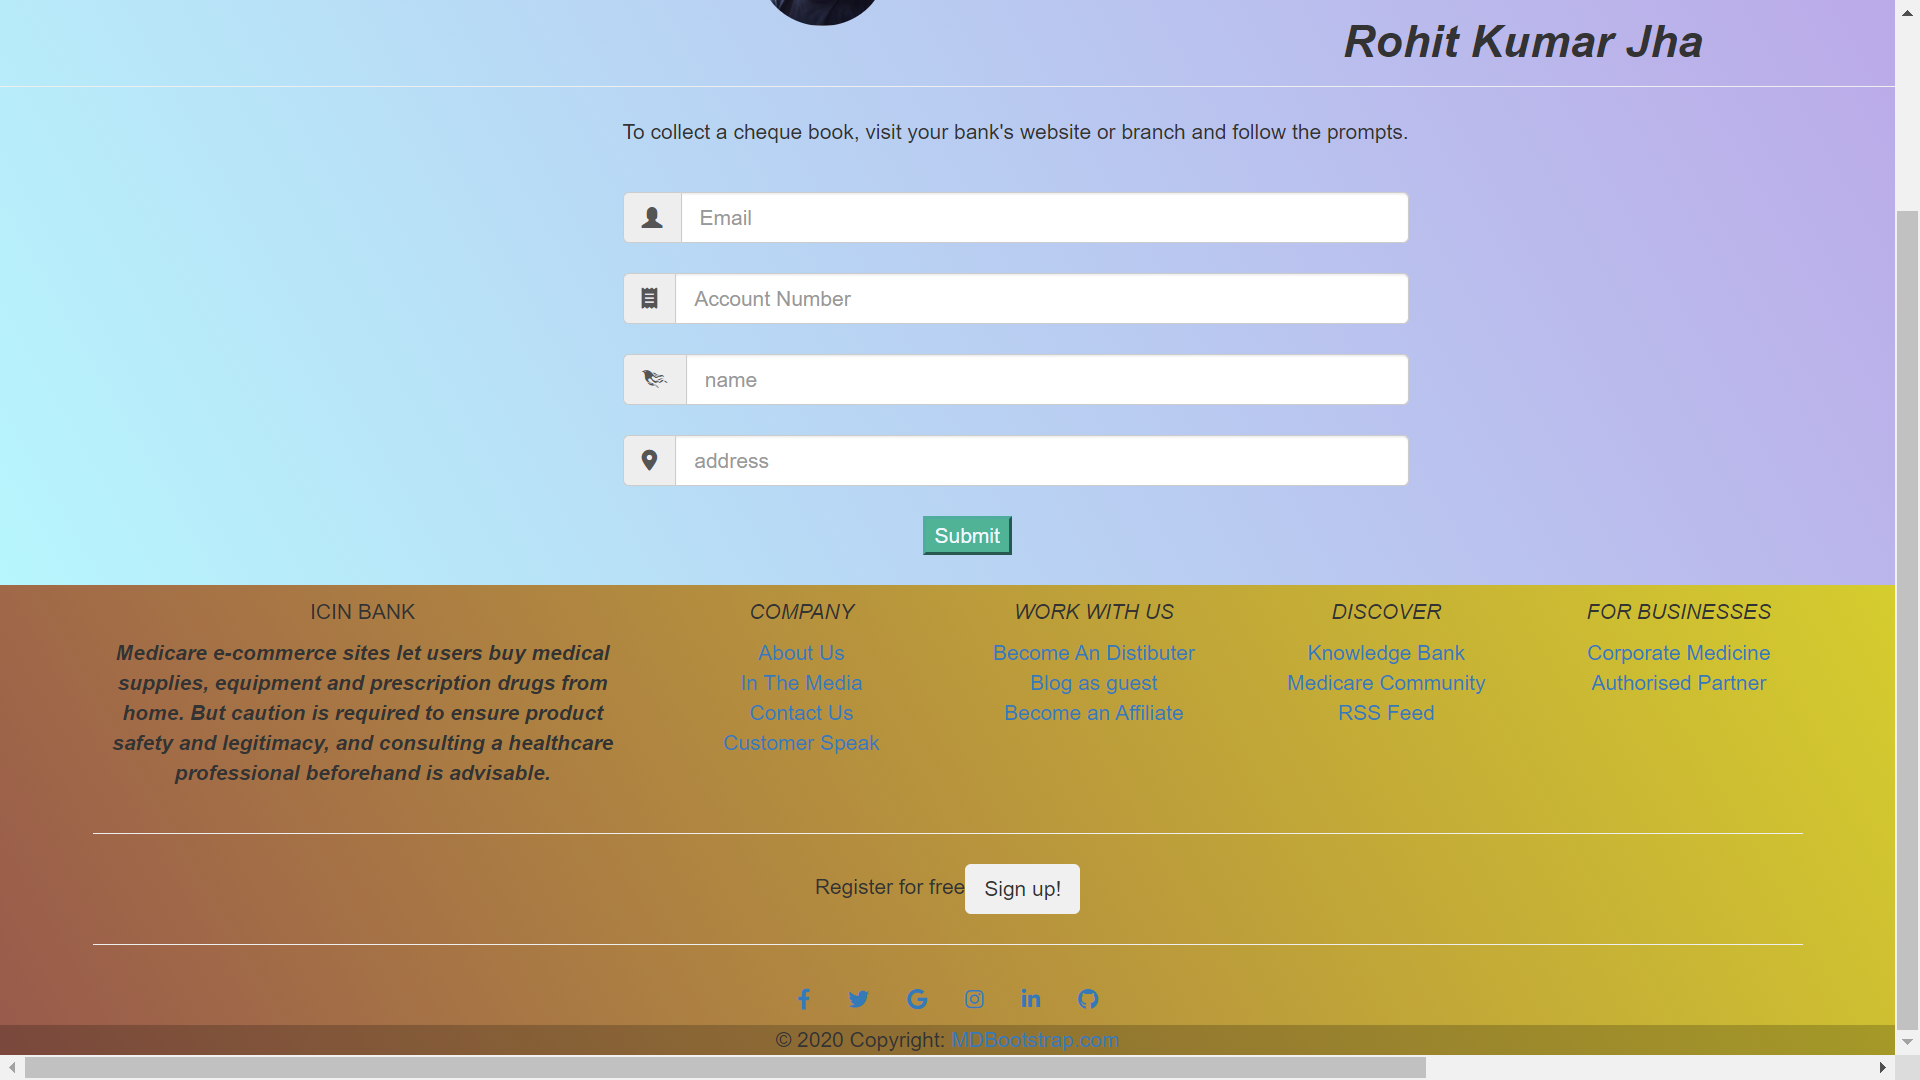 Rohit Kumar Jha
To collect a cheque book, visit your bank's website or branch and follow the prompts.
Email
Account Number
name
address
Submit
ICIN BANK
Medicare e-commerce sites let users buy medical
supplies, equipment and prescription drugs from
home. But caution is required to ensure product
safety and legitimacy, and consulting a healthcare
professional beforehand is advisable.
COMPANY
About Us
In The Media
Contact Us
Customer Speak
WORK WITH US
Become An Distibuter
Blog as guest
Become an Affiliate
DISCOVER
Knowledge Bank
Medicare Community
RSS Feed
FOR BUSINESSES
Corporate Medicine
Authorised Partner
Register for free Sign up!
© 2020 Copyright: MDBootstrap.com